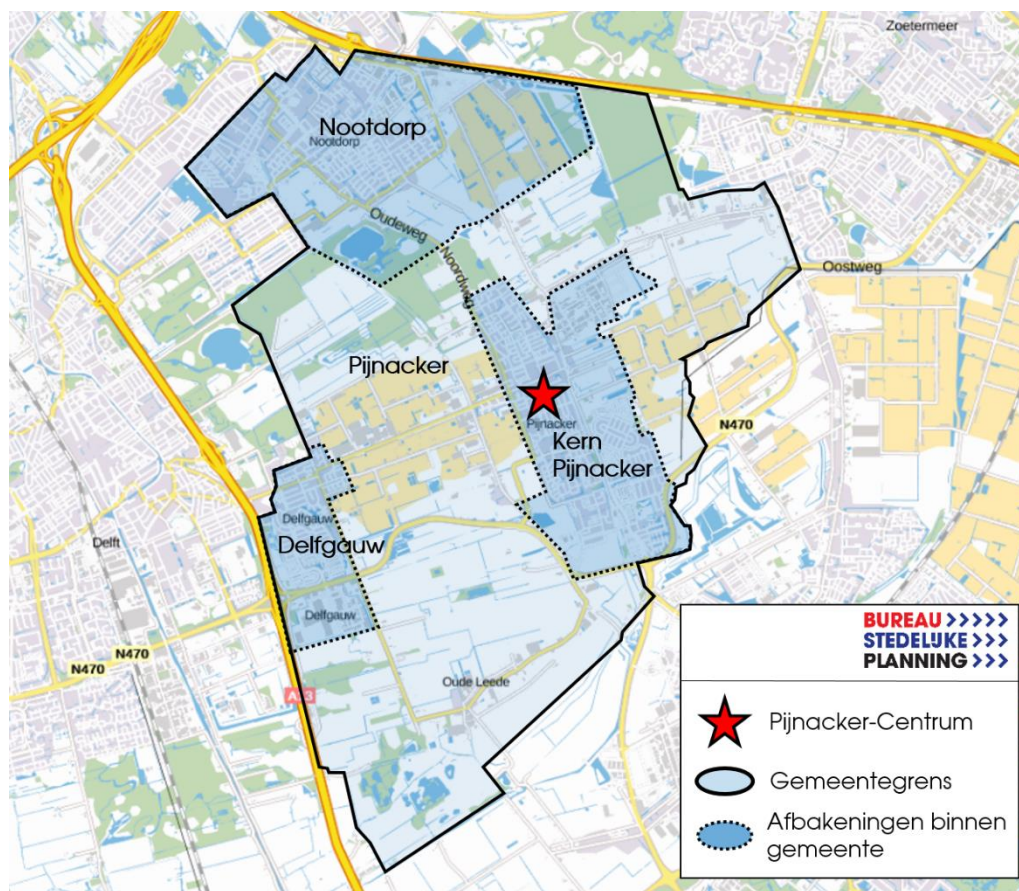 Zoetermeer
Nootdorp
Nootdorp
Oudeweg
Noordweg
Oostweg
Pijnacker
Pijnacker
Kern
Pijnacker
N470
Delfgauw
Delft
Delfgauw
Delfgauw
N470
N470
Oude Leede
BUREAU >>>>>
STEDELIJKE >>>
PLANNING >>>
Pijnacker-Centrum
Gemeentegrens
Afbakeningen binnen
gemeente